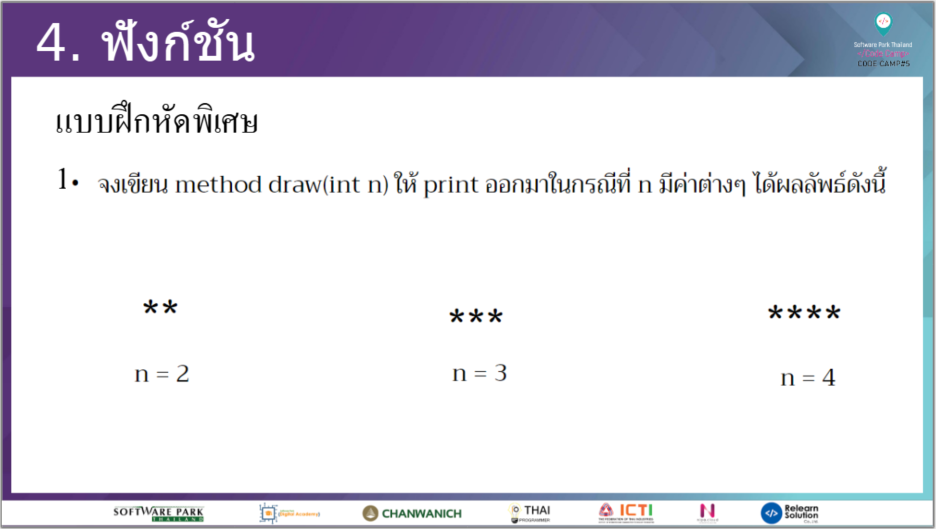 4. ฟังก์ชัน
Software Park Thailand
CODE CAMP#5
แบบฝึกหัดพิเศษ
1. จงเขียน method draw(int n) ให้ print ออกมาในกรณีที่ n มีค่าต่างๆ ได้ผลลัพธ์ดังนี้
** *** ****
n = 2 n = 3 n = 4
SOFTWARE PARK
THAILAND
CHANWANICH
THAI
PROGRAMMER
ICTI
N
Relearn
Solution